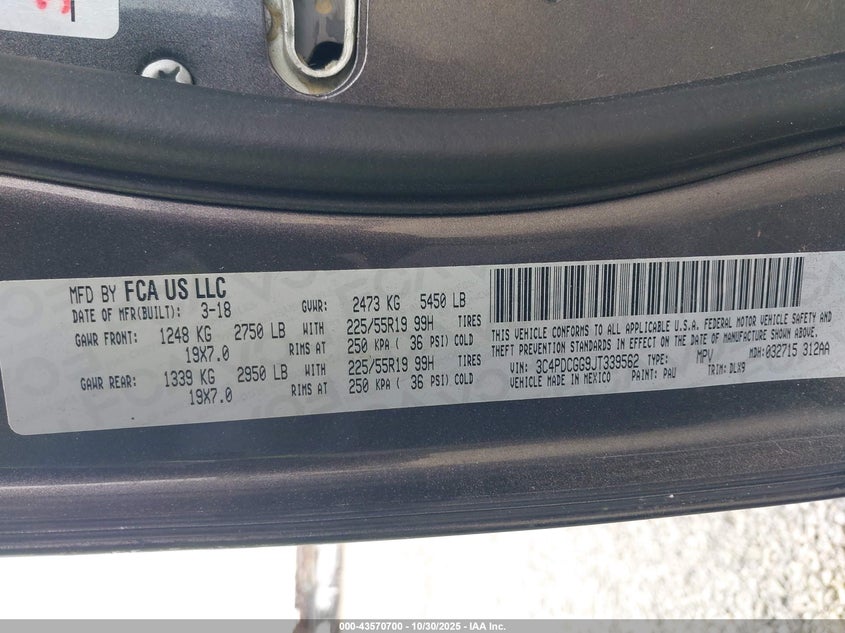 MFD BY FCA US LLC
DATE OF MFR(BUILT): 3-18 GVWR: 2473 KG 5450 LB
GAWR FRONT: 1248 KG 2750 LB WITH 225/55R19 99H TIRES
19X7.0 RIMS AT 250 KPA ( 36 PSI) COLD
GAWR REAR: 1339 KG 2950 LB WITH 225/55R19 99H TIRES
19X7.0 RIMS AT 250 KPA ( 36 PSI) COLD
THIS VEHICLE CONFORMS TO ALL APPLICABLE U.S.A. FEDERAL MOTOR VEHICLE SAFETY AND
THEFT PREVENTION STANDARDS IN EFFECT ON THE DATE OF MANUFACTURE SHOWN ABOVE.
MDH: 032715 312AA
VIN: 3C4PDCGG9JT339562 TYPE: MPV
VEHICLE MADE IN MEXICO PAINT: PAU TRIM: DLX9
000-43570700 - 10/30/2025 - IAA Inc.